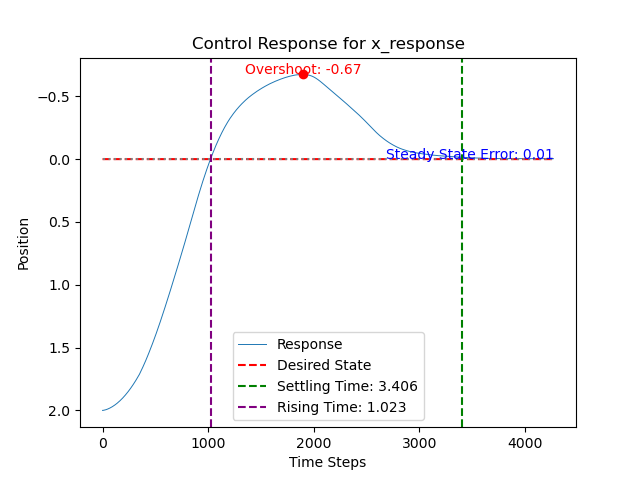 Control Response for x_response
Overshoot: -0.67
Steady State Error: 0.01
Position
−0.5
0.0
0.5
1.0
1.5
2.0
Response
Desired State
Settling Time: 3.406
Rising Time: 1.023
0 1000 2000 3000 4000
Time Steps